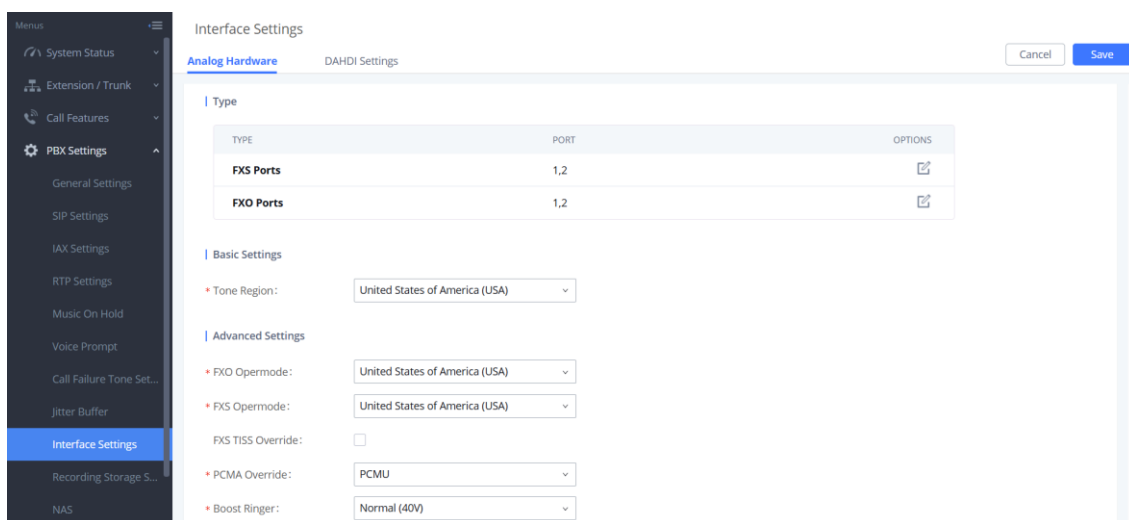 Menus
System Status
Extension / Trunk
Call Features
PBX Settings
General Settings
SIP Settings
IAX Settings
RTP Settings
Music On Hold
Voice Prompt
Call Failure Tone Set...
Jitter Buffer
Interface Settings
Recording Storage S...
NAS
Interface Settings
Analog Hardware DAHDI Settings
Cancel Save
Type
TYPE PORT OPTIONS
FXS Ports 1,2
FXO Ports 1,2
Basic Settings
* Tone Region: United States of America (USA)
Advanced Settings
* FXO Opermode: United States of America (USA)
* FXS Opermode: United States of America (USA)
FXS TISS Override:
* PCMA Override: PCMU
* Boost Ringer: Normal (40V)